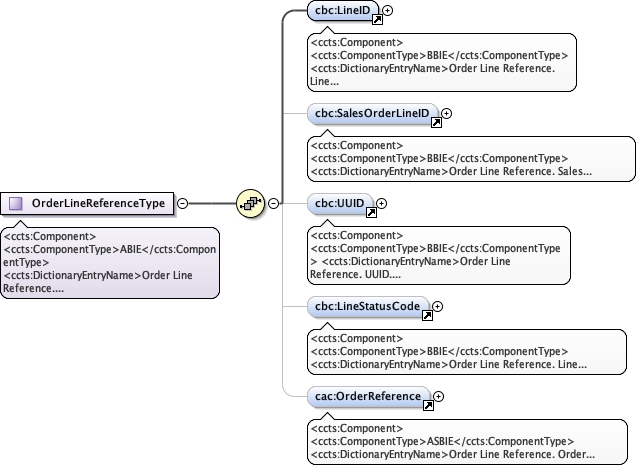 cbc:LineID
<ccts:Component>
<ccts:ComponentType>BBIE</ccts:ComponentType>
<ccts:DictionaryEntryName>Order Line Reference.
Line...
cbc:SalesOrderLineID
<ccts:Component>
<ccts:ComponentType>BBIE</ccts:ComponentType>
<ccts:DictionaryEntryName>Order Line Reference. Sales...
OrderLineReferenceType
<ccts:Component>
<ccts:ComponentType>ABIE</ccts:Compon
entType>
<ccts:DictionaryEntryName>Order Line
Reference....
cbc:UUID
<ccts:Component>
<ccts:ComponentType>BBIE</ccts:ComponentType
> <ccts:DictionaryEntryName>Order Line
Reference. UUID....
cbc:LineStatusCode
<ccts:Component>
<ccts:ComponentType>BBIE</ccts:ComponentType>
<ccts:DictionaryEntryName>Order Line Reference. Line...
cac:OrderReference
<ccts:Component>
<ccts:ComponentType>ASBIE</ccts:ComponentType>
<ccts:DictionaryEntryName>Order Line Reference. Order...